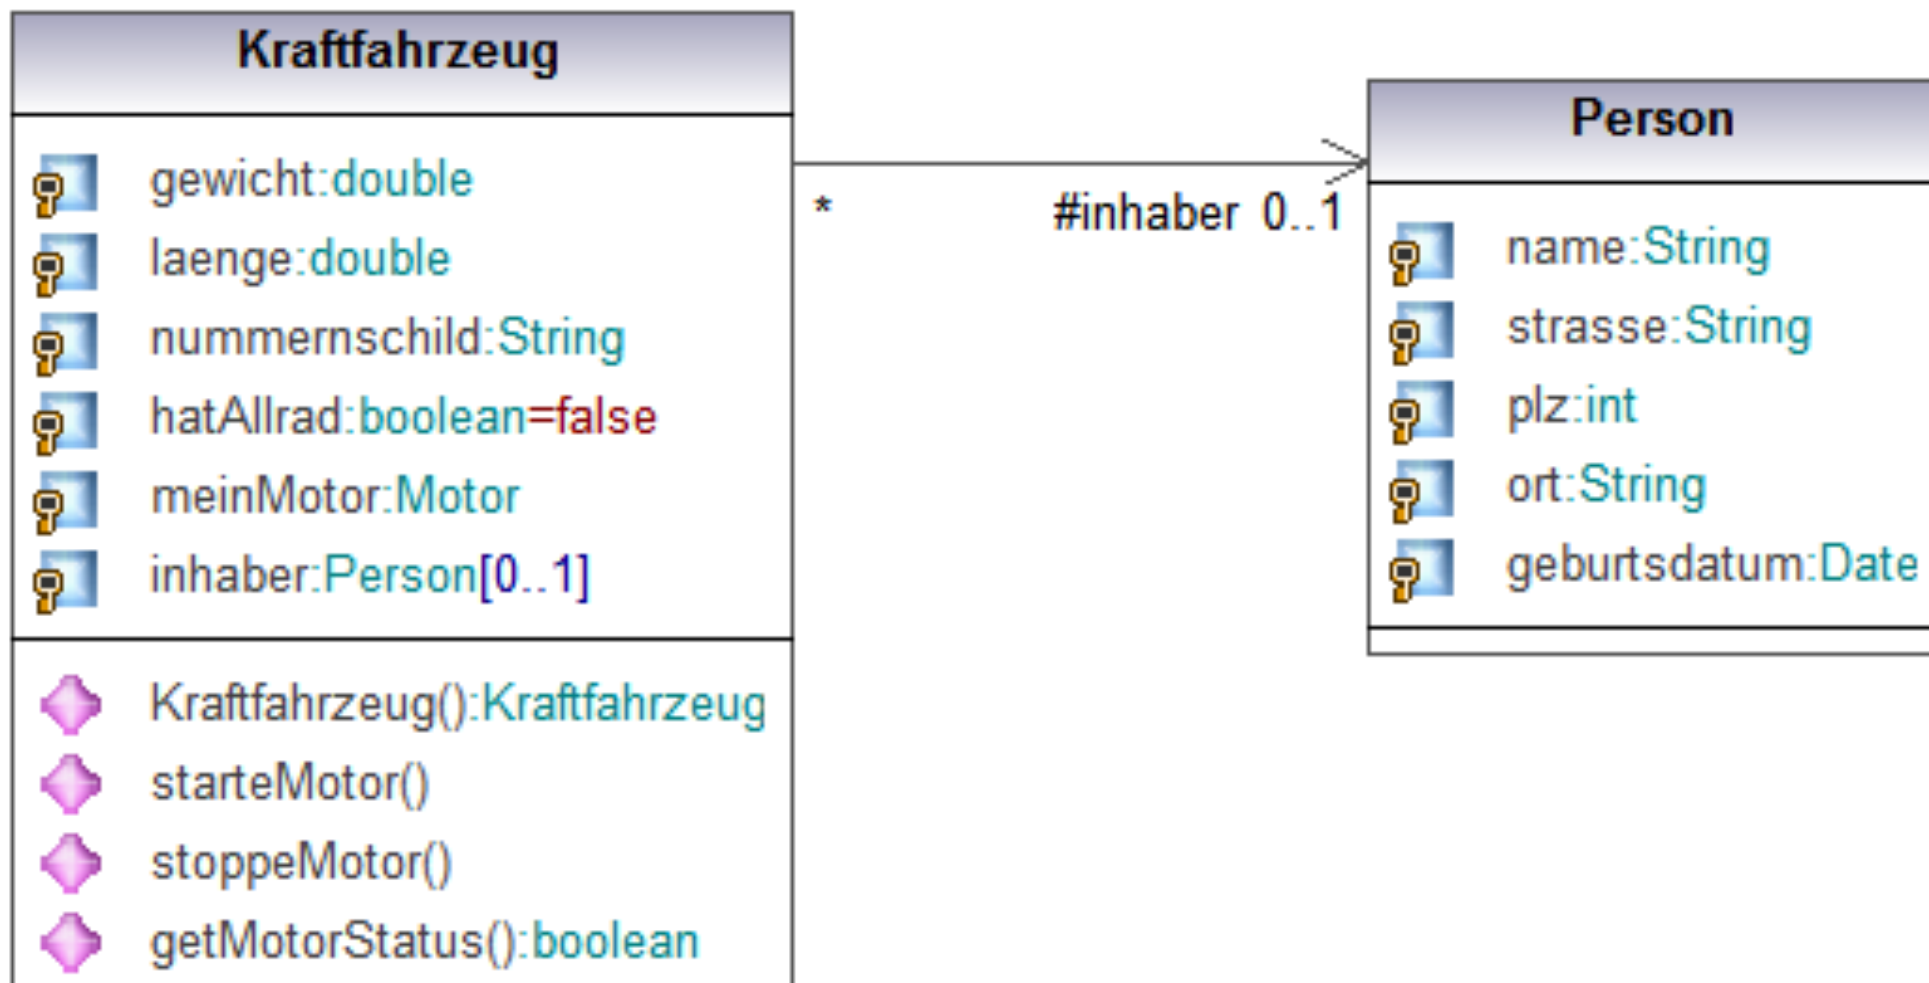 Kraftfahrzeug
gewicht:double
laenge:double
nummernschild:String
hatAllrad:boolean=false
meinMotor:Motor
inhaber:Person[0..1]
Kraftfahrzeug():Kraftfahrzeug
starteMotor()
stoppeMotor()
getMotorStatus():boolean
* #inhaber 0..1
Person
name:String
strasse:String
plz:int
ort:String
geburtsdatum:Date